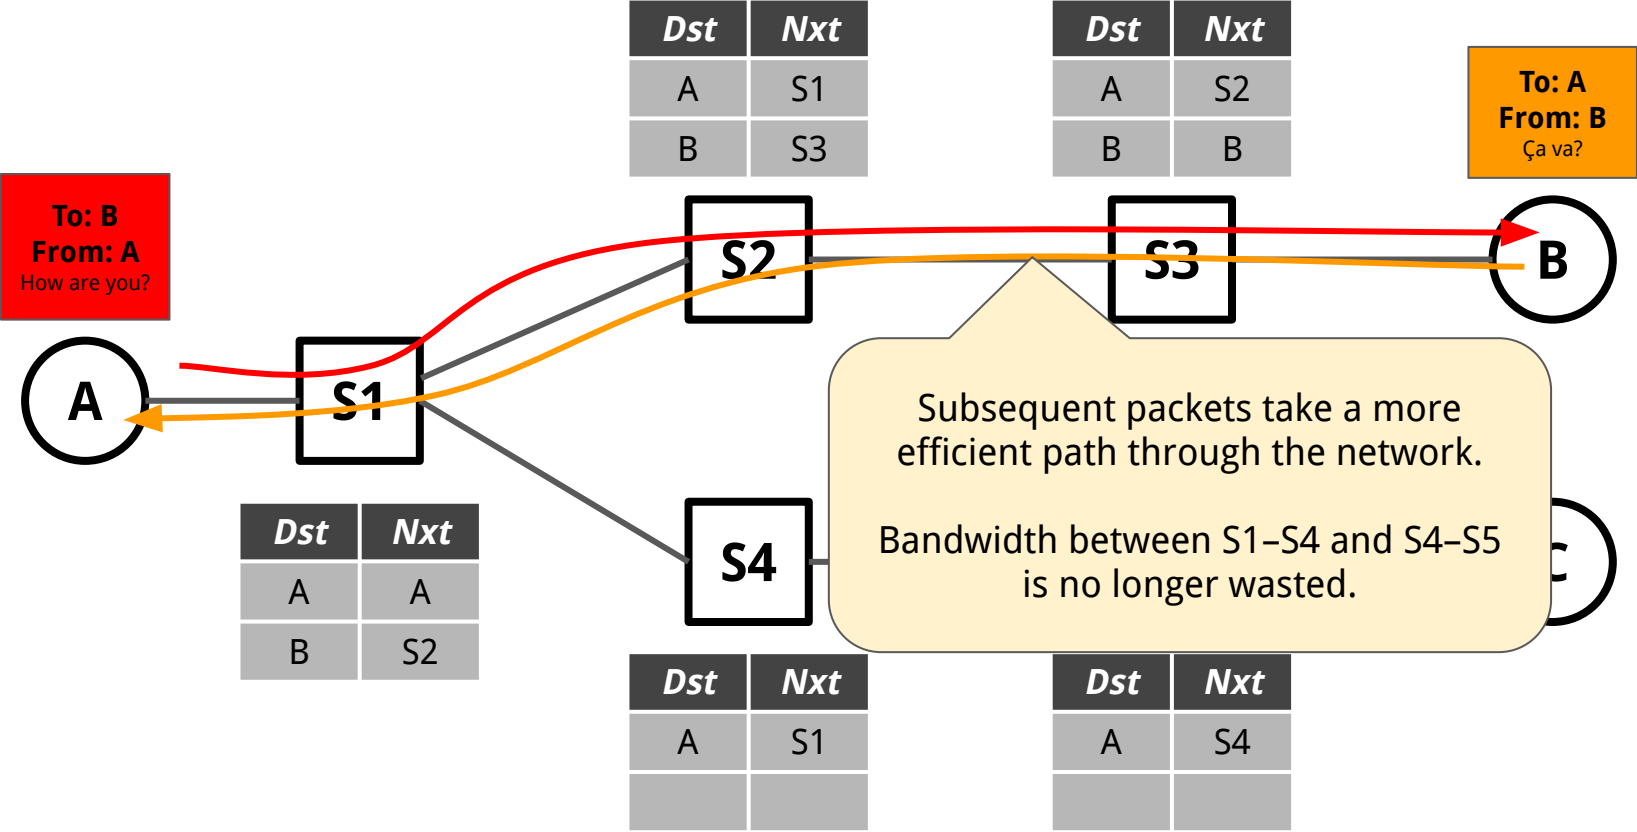 Dst Nxt
A S1
B S3
Dst Nxt
A S2
B B
To: A
From: B
Ça va?
To: B
From: A
How are you?
S2
S3
B
A
S1
Subsequent packets take a more
efficient path through the network.
Bandwidth between S1–S4 and S4–S5
is no longer wasted.
S4
C
Dst Nxt
A A
B S2
Dst Nxt
A S1
Dst Nxt
A S4